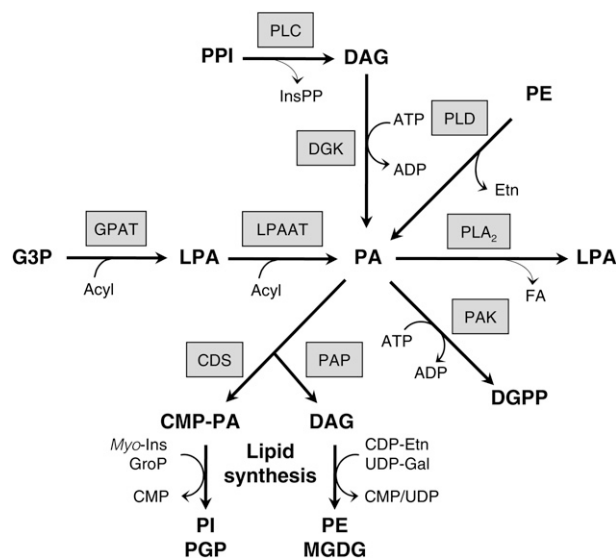 PLC
PPI
DAG
InsPP
PE
ATP
PLD
DGK
ADP
Etn
GPAT
LPAAT
PLA₂
G3P
LPA
PA
LPA
Acyl
Acyl
FA
PAK
ATP
ADP
CDS
PAP
DGPP
CMP-PA
DAG
Myo-Ins
GroP
CMP
Lipid
synthesis
CDP-Etn
UDP-Gal
CMP/UDP
PI
PGP
PE
MGDG